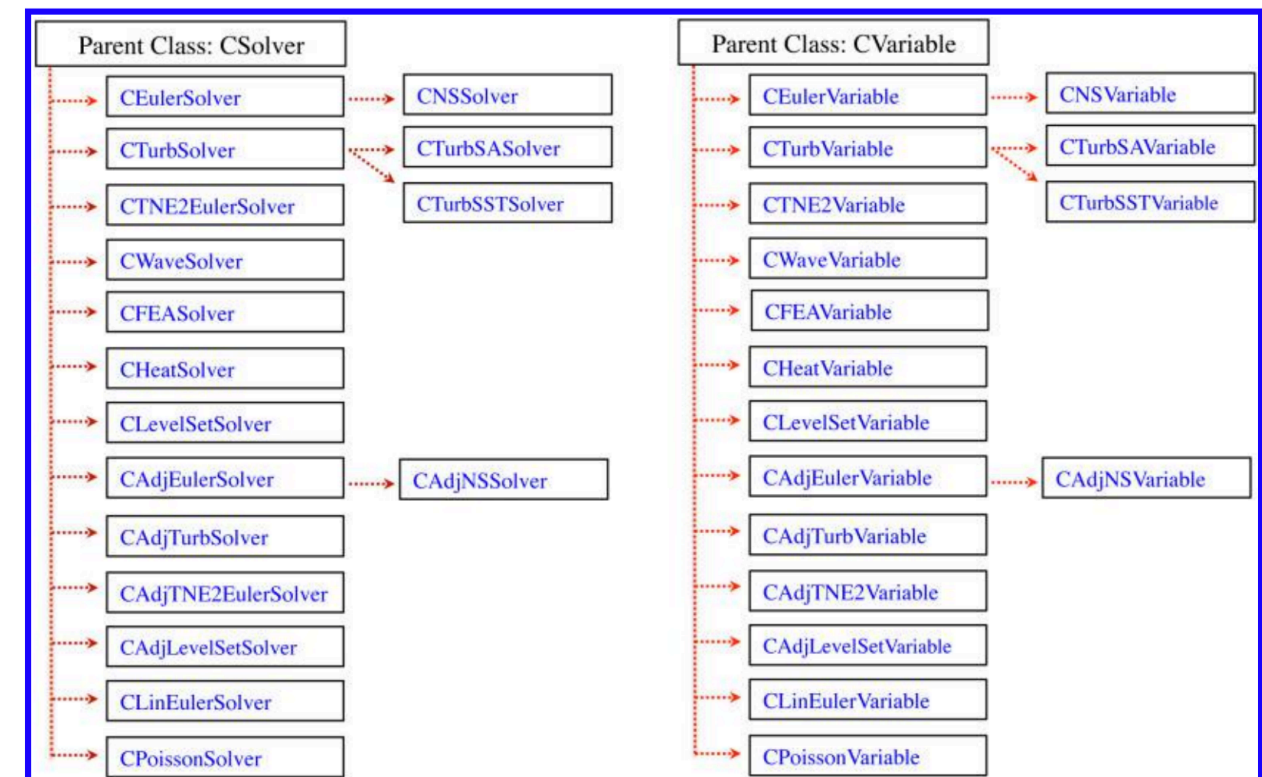 Parent Class: CSolver
CEulerSolver
CNSSolver
CTurbSolver
CTurbSASolver
CTurbSSTSolver
CTNE2EulerSolver
CWaveSolver
CFEASolver
CHeatSolver
CLevelSetSolver
CAdjEulerSolver
CAdjNSSolver
CAdjTurbSolver
CAdjTNE2EulerSolver
CAdjLevelSetSolver
CLinEulerSolver
CPoissonSolver
Parent Class: CVariable
CEulerVariable
CNSVariable
CTurbVariable
CTurbSAVariable
CTurbSSTVariable
CTNE2Variable
CWaveVariable
CFEAVariable
CHeatVariable
CLevelSetVariable
CAdjEulerVariable
CAdjNSVariable
CAdjTurbVariable
CAdjTNE2Variable
CAdjLevelSetVariable
CLinEulerVariable
CPoissonVariable